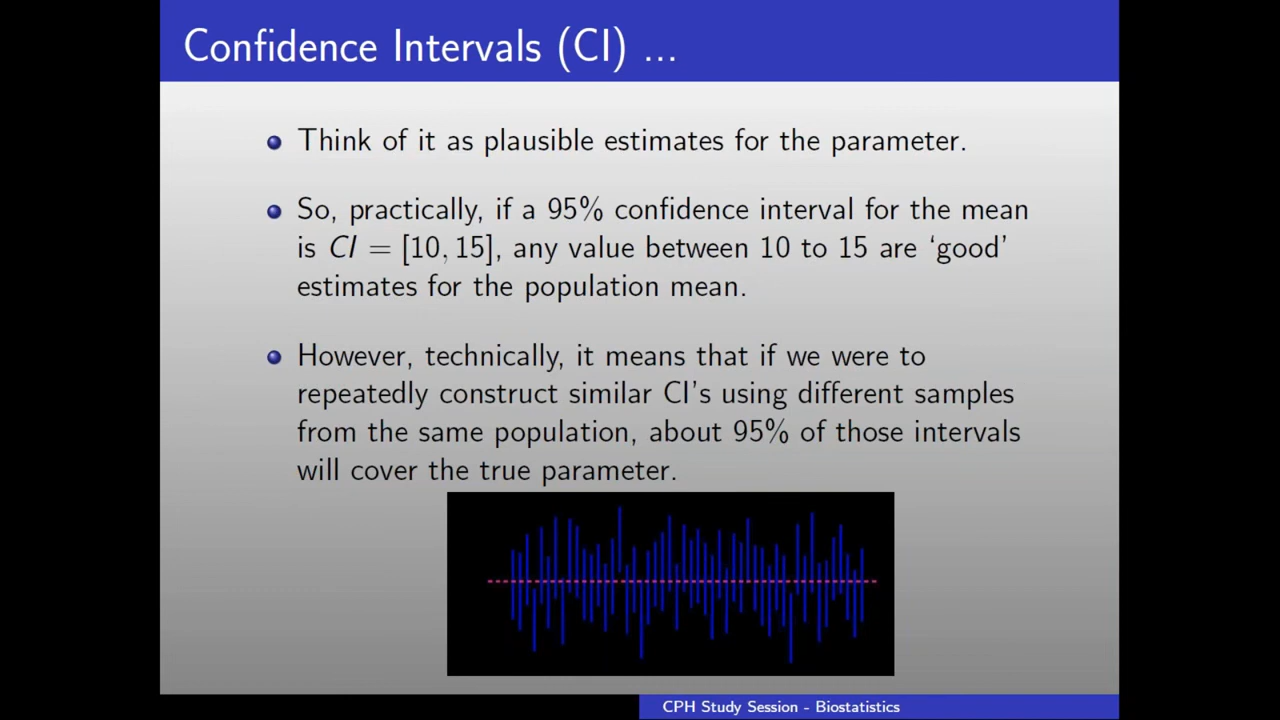 Confidence Intervals (CI) ...
Think of it as plausible estimates for the parameter.
So, practically, if a 95% confidence interval for the mean
is CI = [10, 15], any value between 10 to 15 are ‘good’
estimates for the population mean.
However, technically, it means that if we were to
repeatedly construct similar CI's using different samples
from the same population, about 95% of those intervals
will cover the true parameter.
CPH Study Session - Biostatistics